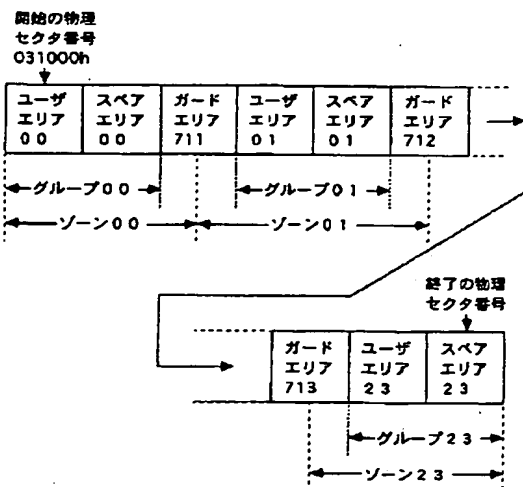 開始の物理
セクタ番号
031000h
ユーザ
エリア
00
スペア
エリア
00
ガード
エリア
711
ユーザ
エリア
01
スペア
エリア
01
ガード
エリア
712
グループ00
グループ01
ゾーン00
ゾーン01
終了の物理
セクタ番号
ガード
エリア
713
ユーザ
エリア
23
スペア
エリア
23
グループ23
ゾーン23